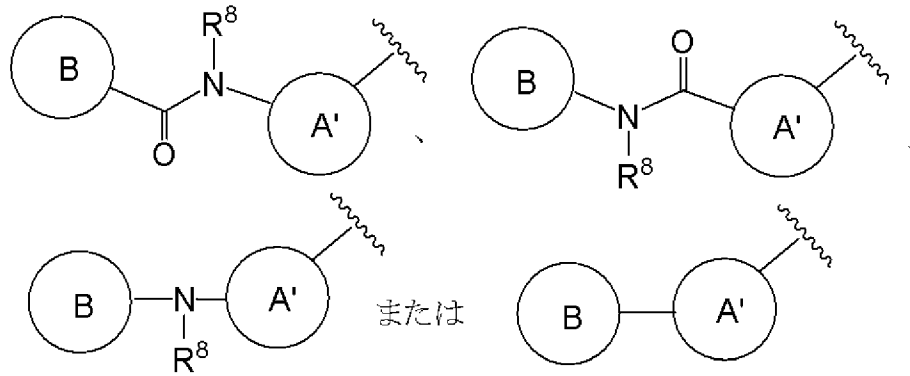 R⁸ O
B N A' 、 B N A' 、
O R⁸
B N A' または B A'
R⁸